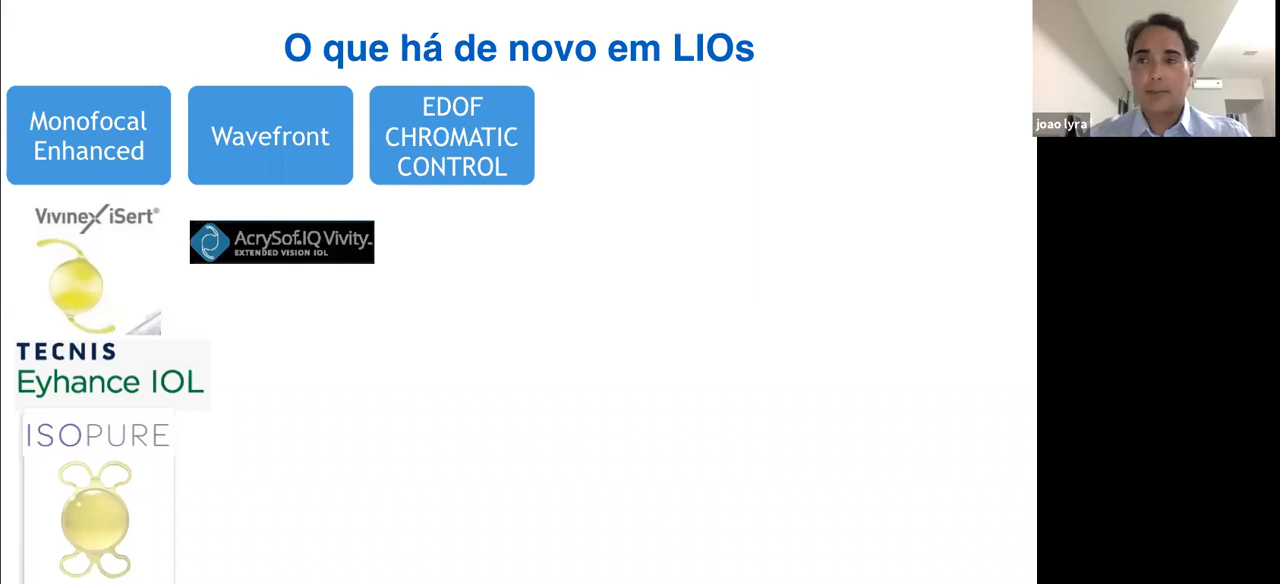 O que há de novo em LIOs
Monofocal
Enhanced
Wavefront
EDOF
CHROMATIC
CONTROL
joao lyra
Vivinex iSert®
AcrySof IQ Vivity
EXTENDED VISION IOL
TECNIS
Eyhance IOL
ISOPURE